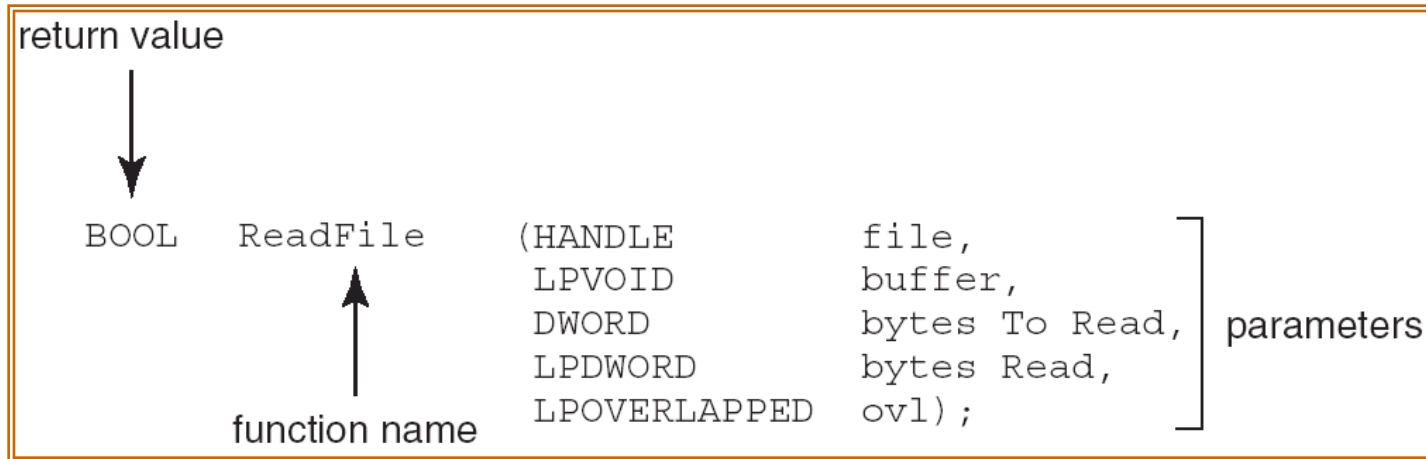 return value
BOOL ReadFile (HANDLE file,
LPVOID buffer,
DWORD bytes To Read,
LPDWORD bytes Read,
LPOVERLAPPED ovl);
parameters
function name